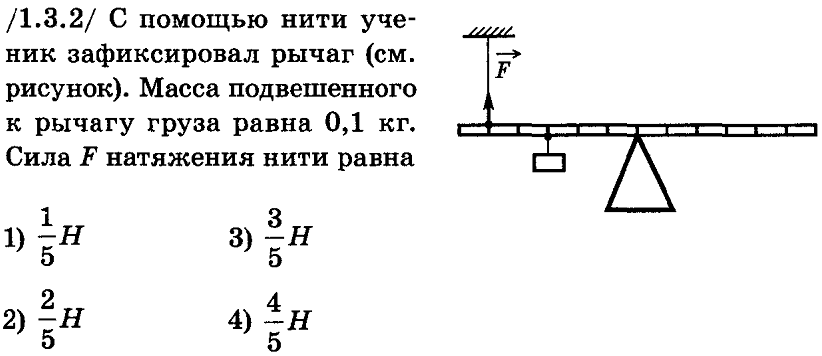 /1.3.2/ С помощью нити уче-
ник зафиксировал рычаг (см.
рисунок). Масса подвешенного
к рычагу груза равна 0,1 кг.
Сила F натяжения нити равна
F
1) 1/5 Н
3) 3/5 Н
2) 2/5 Н
4) 4/5 Н